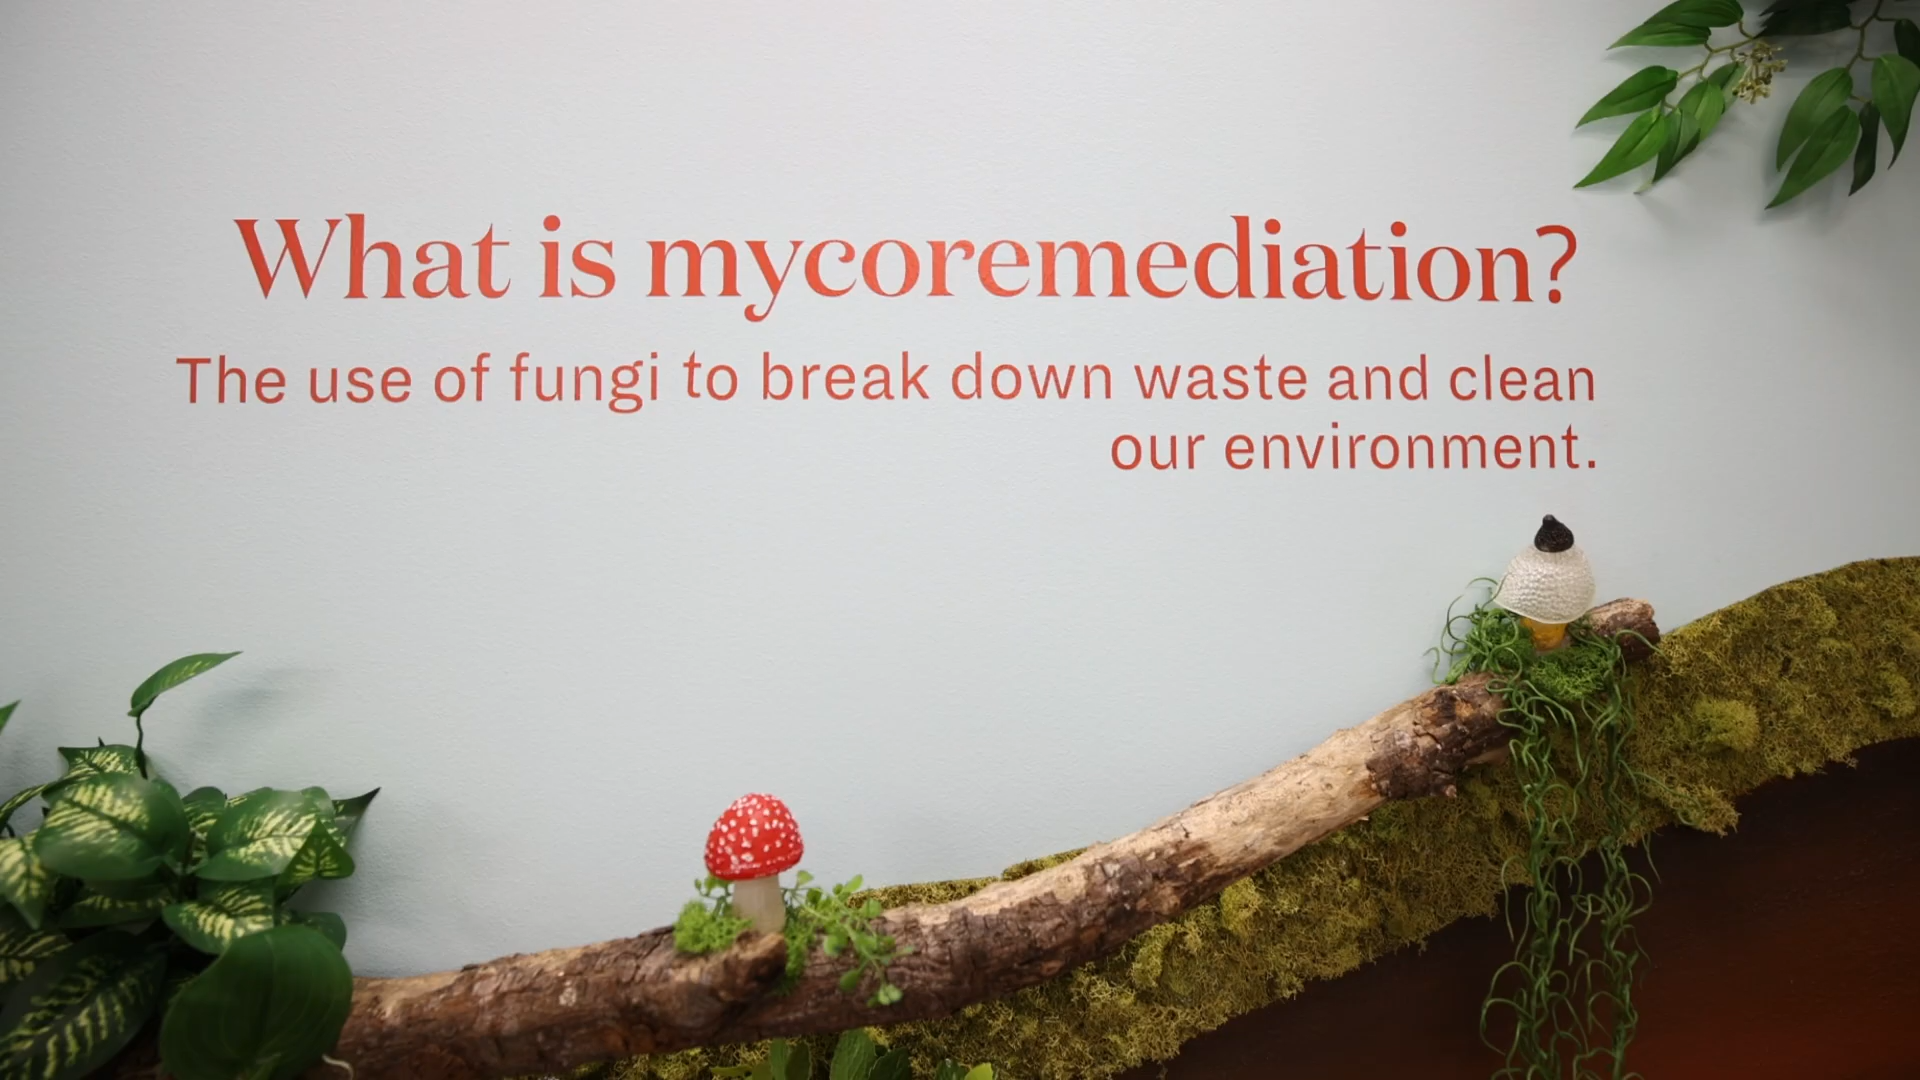 What is mycoremediation?
The use of fungi to break down waste and clean
our environment.